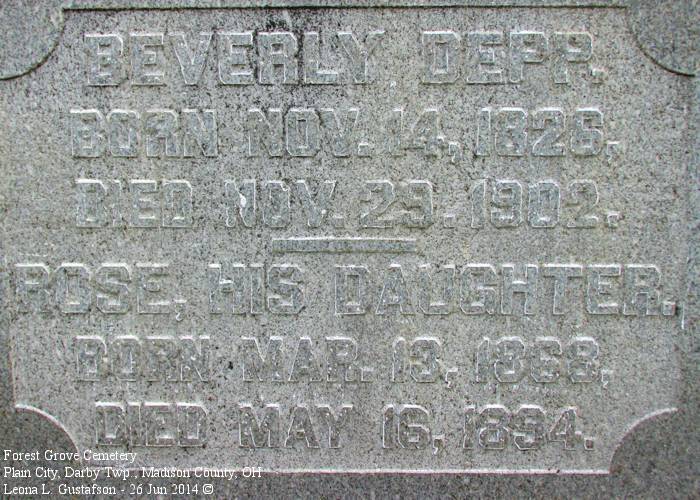 BEVERLY DEPP.
BORN NOV. 14, 1826,
DIED NOV. 29. 1902.
ROSE, HIS DAUGHTER.
BORN MAR. 13, 1868,
DIED MAY 16, 1894.
Forest Grove Cemetery
Plain City, Darby Twp., Madison County, OH
Leona L. Gustafson - 26 Jun 2014 ©